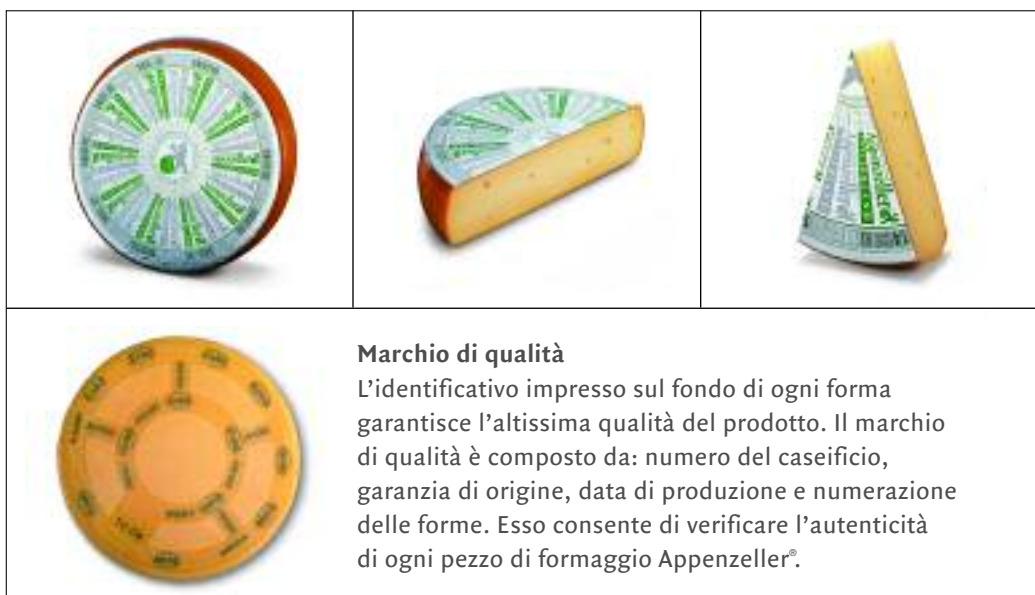 Marchio di qualità
L’identificativo impresso sul fondo di ogni forma
garantisce l’altissima qualità del prodotto. Il marchio
di qualità è composto da: numero del caseificio,
garanzia di origine, data di produzione e numerazione
delle forme. Esso consente di verificare l’autenticità
di ogni pezzo di formaggio Appenzeller®.